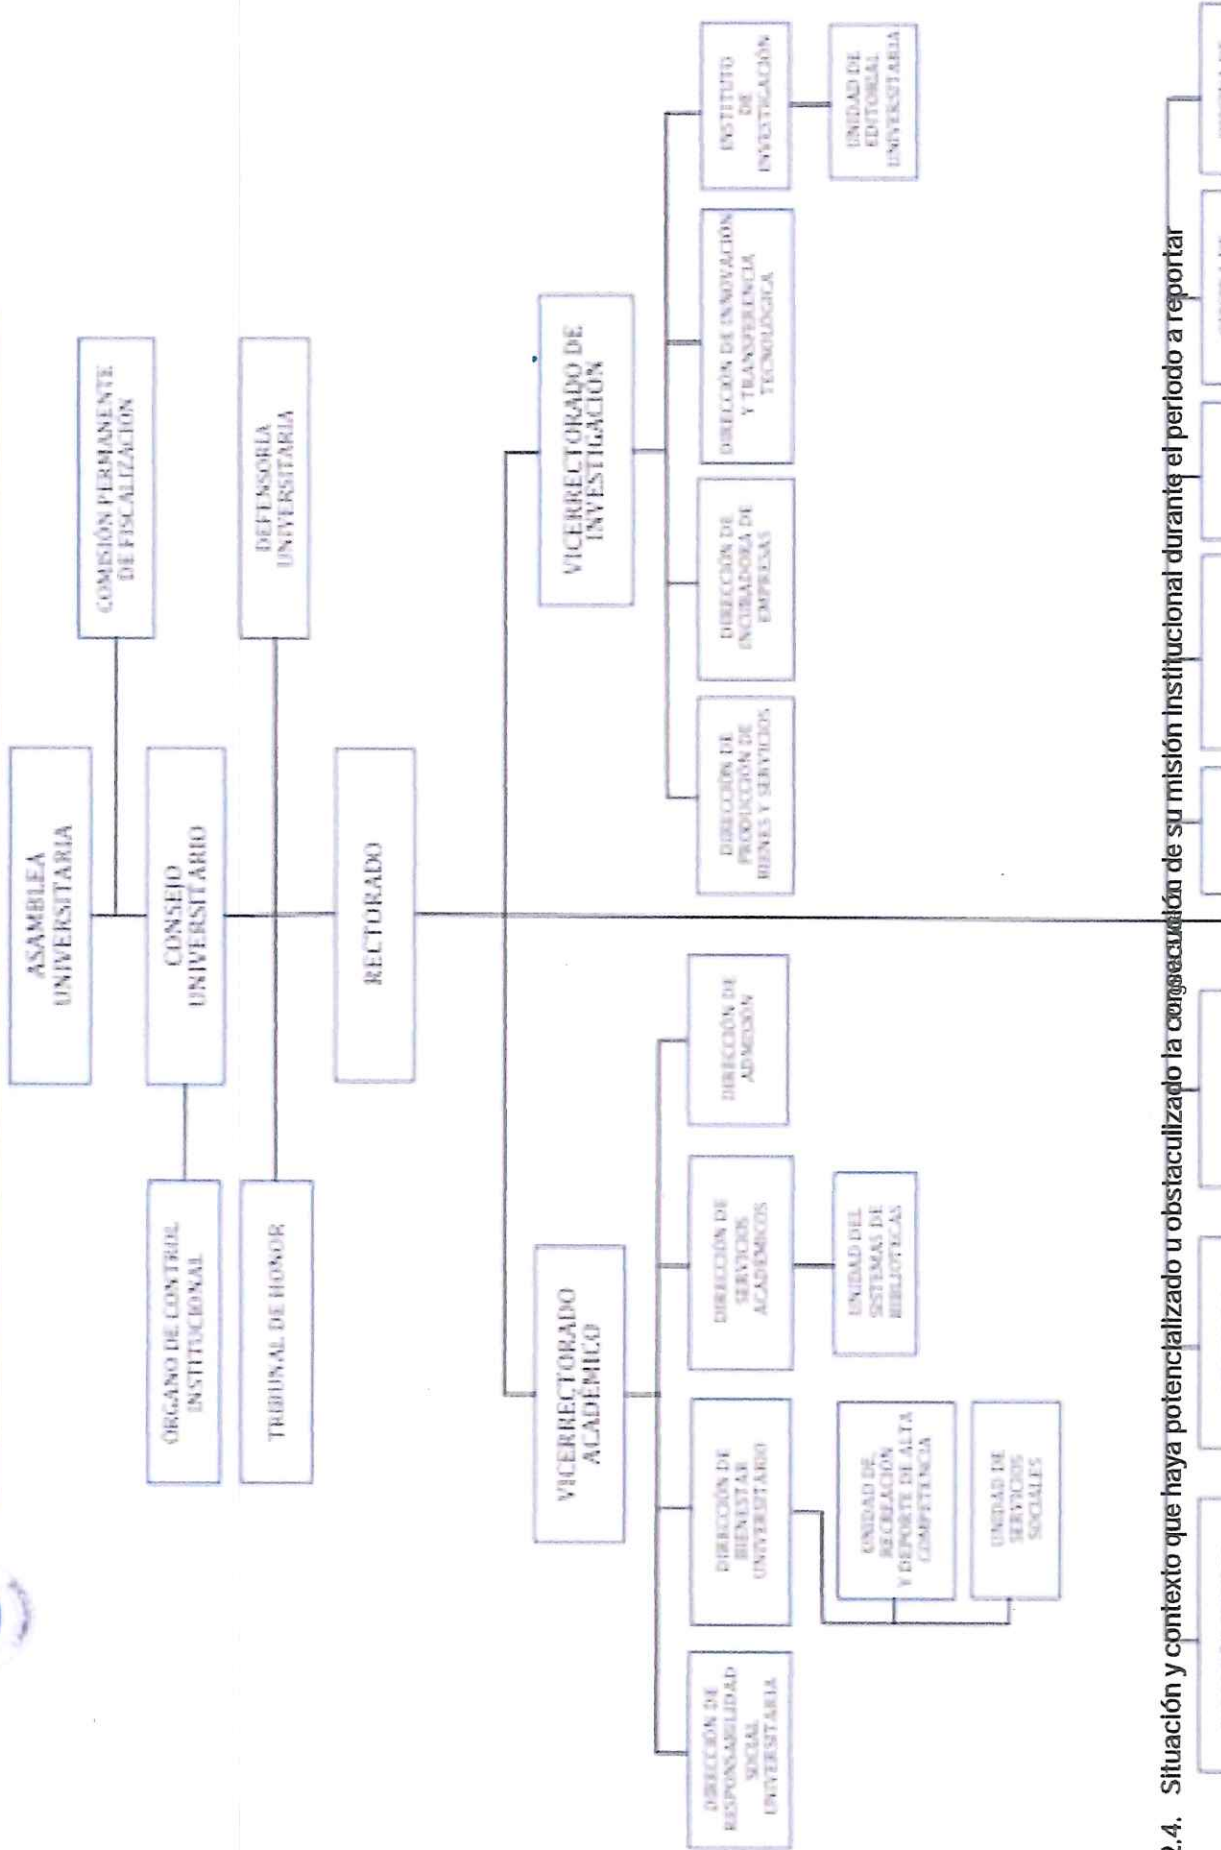 ASAMBLEA
UNIVERSITARIA
COMISIÓN PERMANENTE
DE FISCALIZACIÓN
CONSEJO
UNIVERSITARIO
ÓRGANO DE CONTROL
INSTITUCIONAL
TRIBUNAL DE HONOR
DEFENSORIA
UNIVERSITARIA
RECTORADO
VICERRECTORADO
ACADÉMICO
VICERRECTORADO DE
INVESTIGACIÓN
DIRECCIÓN DE
RESPONSABILIDAD
SOCIAL
UNIVERSITARIA
DIRECCIÓN DE
BIENESTAR
UNIVERSITARIO
DIRECCIÓN DE
SERVICIOS
ACADÉMICOS
DIRECCIÓN DE
ADMISIÓN
DIRECCIÓN DE
PRODUCCIÓN DE
BIENES Y SERVICIOS
DIRECCIÓN DE
INCUBADORA DE
EMPRESAS
DIRECCIÓN DE INNOVACIÓN
Y TRANSFERENCIA
TECNOLÓGICA
INSTITUTO
DE
INVESTIGACIÓN
UNIDAD DE
RECREACIÓN
Y DEPORTE DE ALTA
COMPETENCIA
UNIDAD DE
SERVICIOS
SOCIALES
UNIDAD DEL
SISTEMAS DE
BIBLIOTECAS
UNIDAD DE
EDITORIAL
UNIVERSITARIA
2.4. Situación y contexto que haya potencializado u obstaculizado la consecución de su misión institucional durante el periodo a reportar